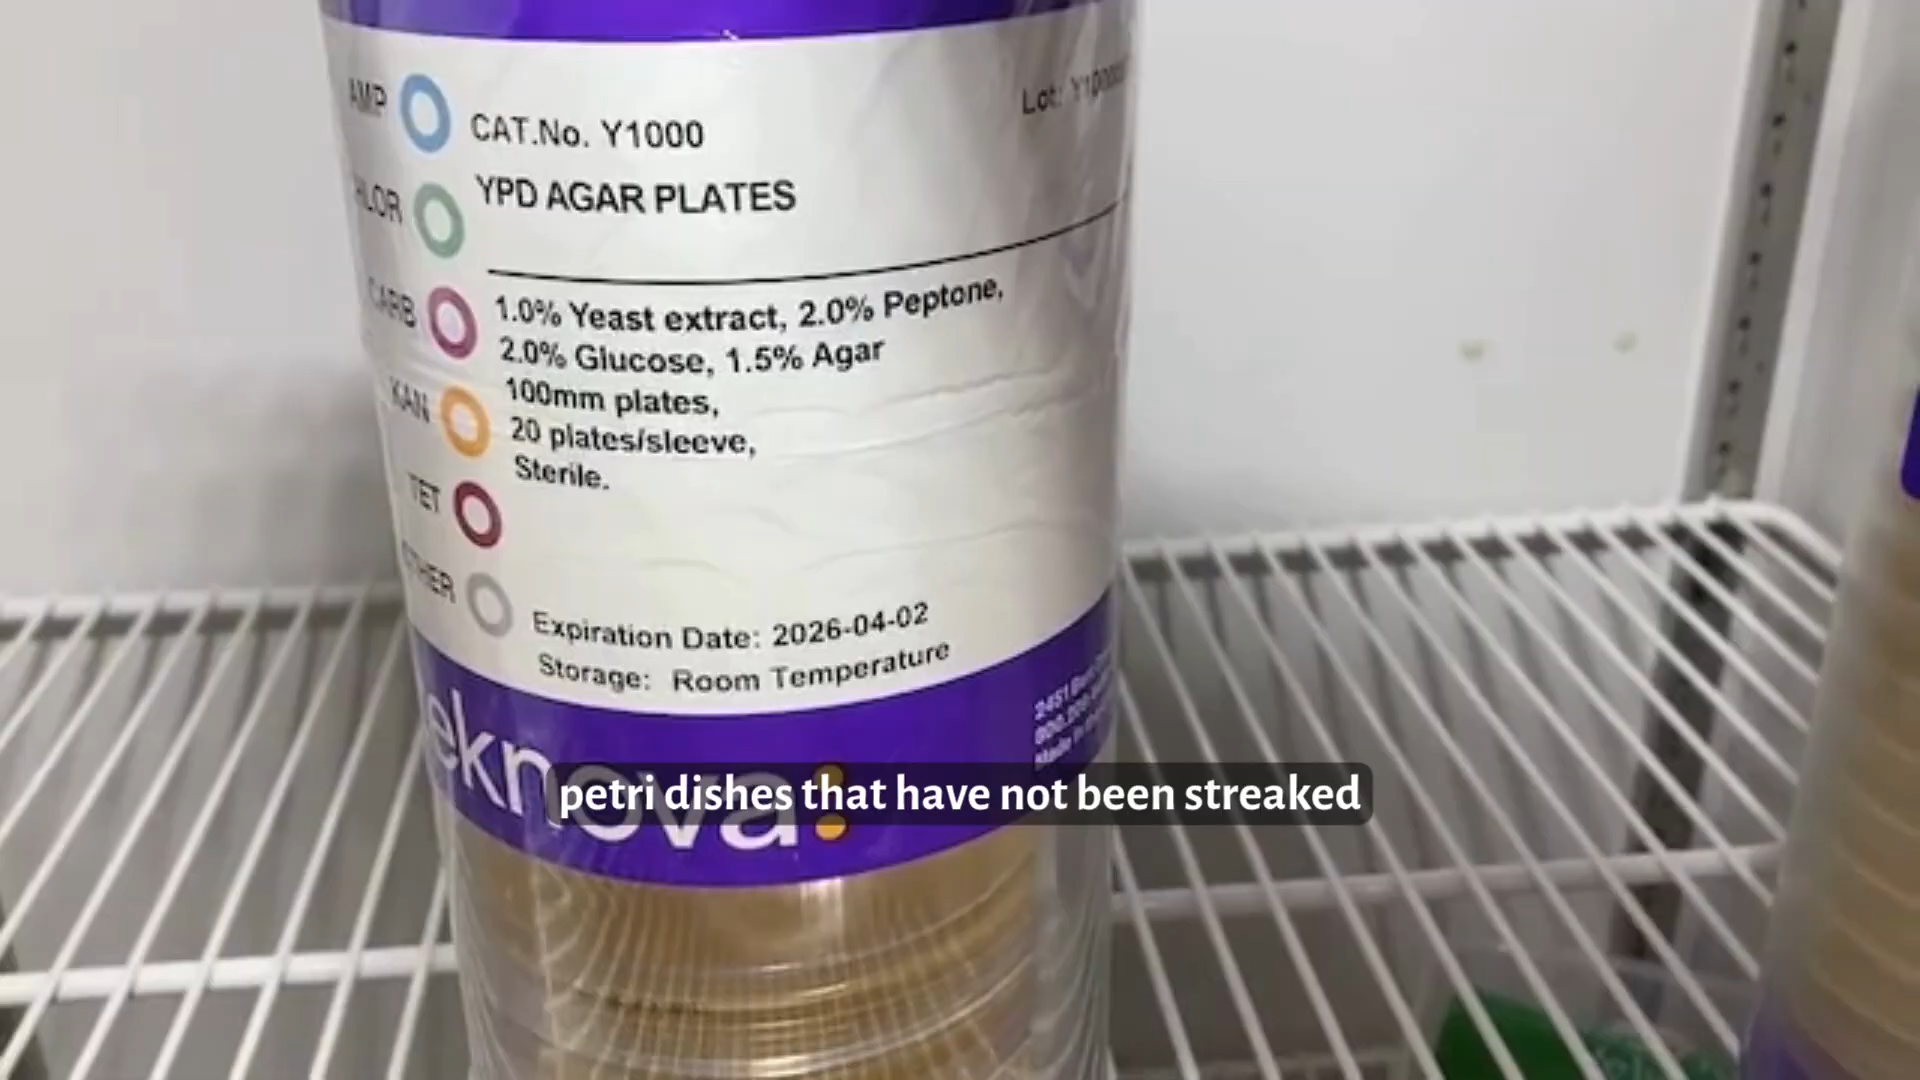 AMP
CAT.No. Y1000
Lot:
YPD AGAR PLATES
CARB
1.0% Yeast extract, 2.0% Peptone,
2.0% Glucose, 1.5% Agar
KAN
100mm plates,
20 plates/sleeve,
Sterile.
TET
Expiration Date: 2026-04-02
Storage: Room Temperature
eknova
petri dishes that have not been streaked